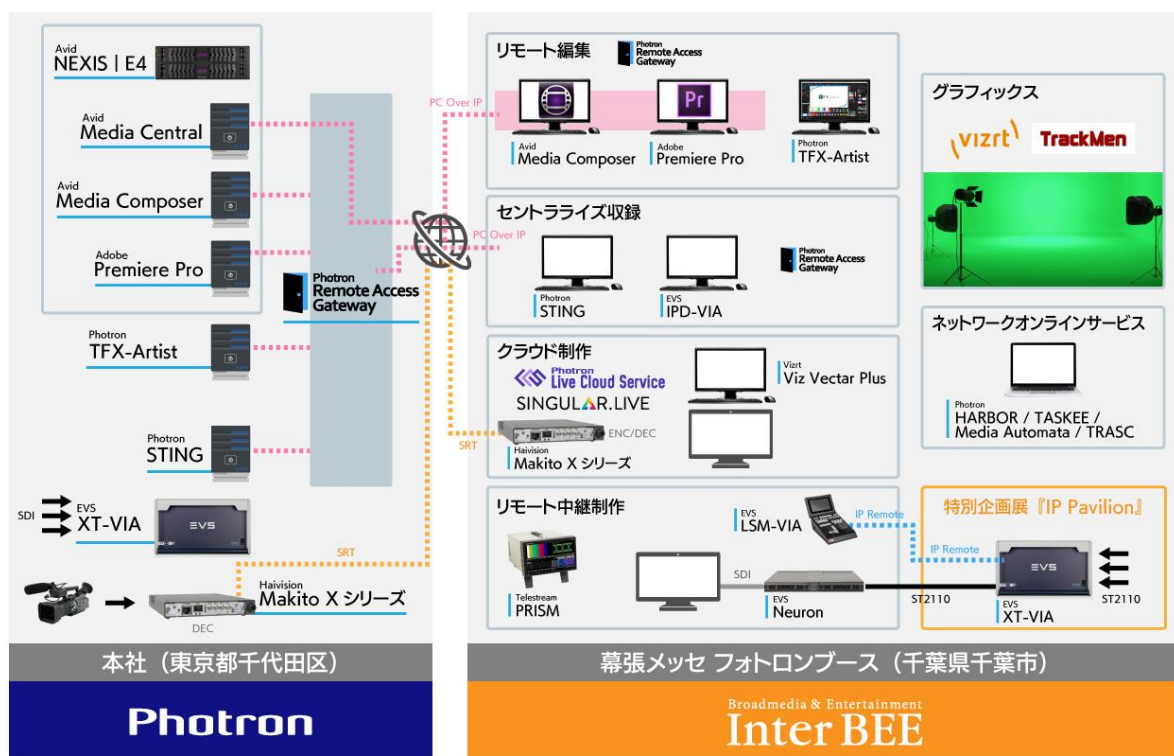 Avid
NEXIS | E4
Avid
Media Central
Avid
Media Composer
Adobe
Premiere Pro
Photron
TFX-Artist
Photron
STING
SDI
EVS
XT-VIA
EVS
SRT
Haivision
Makito X シリーズ
DEC
Photron
Remote Access
Gateway
本社（東京都千代田区）
Photron
PC Over IP
PC Over IP
SRT
リモート編集
Photron
Remote Access
Gateway
Pr
Avid
Media Composer
Adobe
Premiere Pro
Photron
TFX-Artist
セントラライズ収録
Photron
Remote Access
Gateway
Photron
STING
EVS
IPD-VIA
クラウド制作
Photron
Live Cloud Service
SINGULAR.LIVE
Vizrt
Viz Vectar Plus
ENC/DEC
Haivision
Makito X シリーズ
リモート中継制作
EVS
LSM-VIA
IP Remote
Telestream
PRISM
SDI
EVS
Neuron
グラフィックス
vizrt
TrackMen
ネットワークオンラインサービス
Photron
HARBOR / TASKEE /
Media Automata / TRASC
特別企画展『IP Pavilion』
IP Remote
EVS
ST2110
ST2110
EVS
XT-VIA
幕張メッセ フォトロンブース（千葉県千葉市）
Broadmedia & Entertainment
Inter BEE